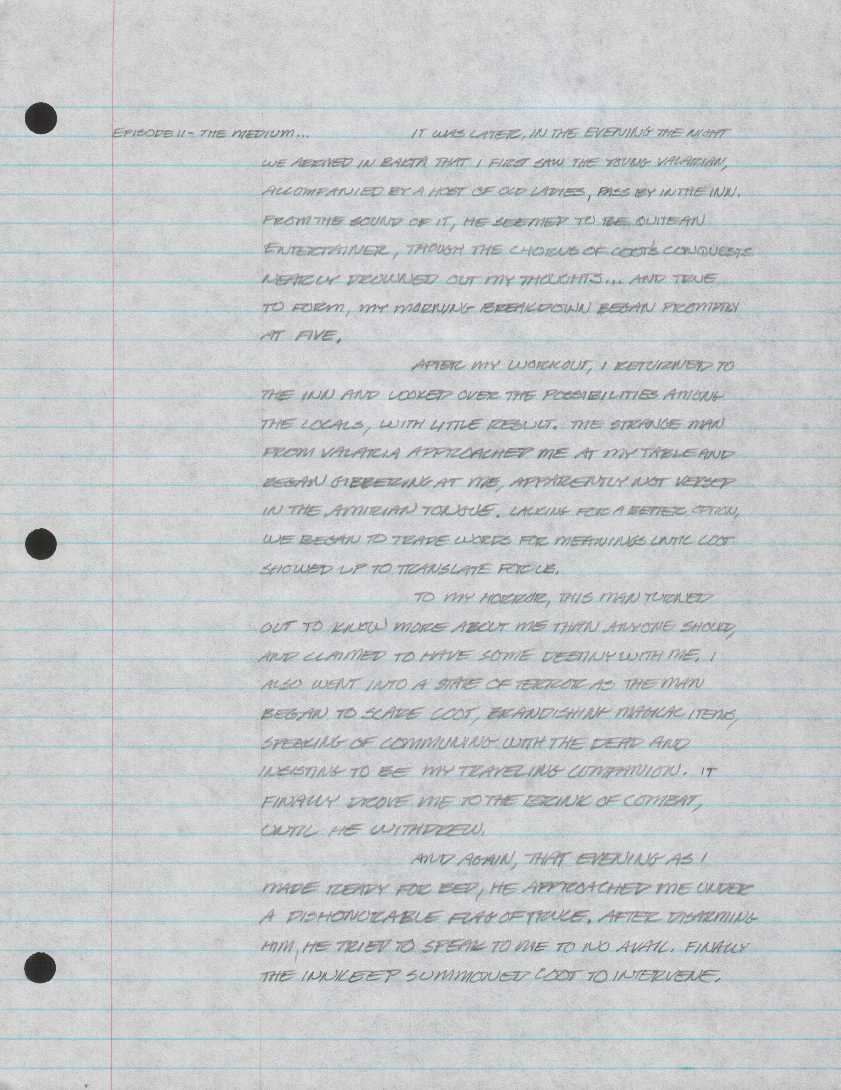 EPISODE II - THE MEDIUM... IT WAS LATER, IN THE EVENING THE NIGHT
WE ARRIVED IN BAKTA THAT I FIRST SAW THE YOUNG VALARIAN,
ACCOMPANIED BY A HOST OF OLD LADIES, PASS BY IN THE INN.
FROM THE SOUND OF IT, HE SEEMED TO BE QUITE AN
ENTERTAINER, THOUGH THE CHORUS OF COOT'S CONQUESTS
NEARLY DROWNED OUT MY THOUGHTS... AND TRUE
TO FORM, MY MORNING BREAKDOWN BEGAN PROMPTLY
AT FIVE.
AFTER MY WORKOUT, I RETURNED TO
THE INN AND LOOKED OVER THE POSSIBILITIES AMONG
THE LOCALS, WITH LITTLE RESULT. THE STRANGE MAN
FROM VALARIA APPROACHED ME AT MY TABLE AND
BEGAN GIBBERING AT ME, APPARENTLY NOT VERSED
IN THE AMIRIAN TONGUE. LACKING FOR A BETTER OPTION,
WE BEGAN TO TRADE WORDS FOR MEANINGS UNTIL COOT
SHOWED UP TO TRANSLATE FOR US.
TO MY HORROR, THIS MAN TURNED
OUT TO KNOW MORE ABOUT ME THAN ANYONE SHOULD,
AND CLAIMED TO HAVE SOME DESTINY WITH ME. I
ALSO WENT INTO A STATE OF TERROR AS THE MAN
BEGAN TO SCARE COOT, BRANDISHING MAGICAL ITEMS,
SPEAKING OF COMMUNING WITH THE DEAD AND
INSISTING TO BE MY TRAVELING COMPANION. IT
FINALLY DROVE ME TO THE BRINK OF COMBAT,
UNTIL HE WITHDREW.
AND AGAIN, THAT EVENING AS I
MADE READY FOR BED, HE APPROACHED ME UNDER
A DISHONORABLE FLAG OF TRUCE. AFTER DISARMING
HIM, HE TRIED TO SPEAK TO ME TO NO AVAIL. FINALLY
THE INNKEEP SUMMONED COOT TO INTERVENE.